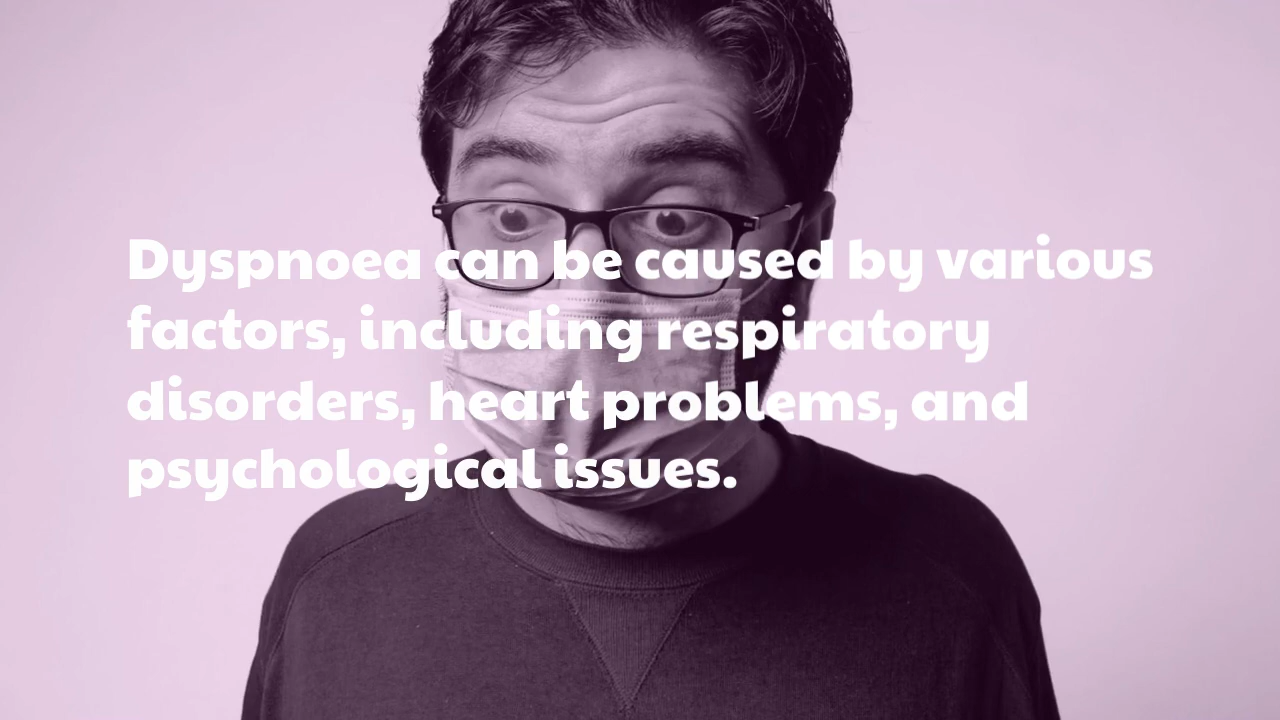 Dyspnoea can be caused by various
factors, including respiratory
disorders, heart problems, and
psychological issues.